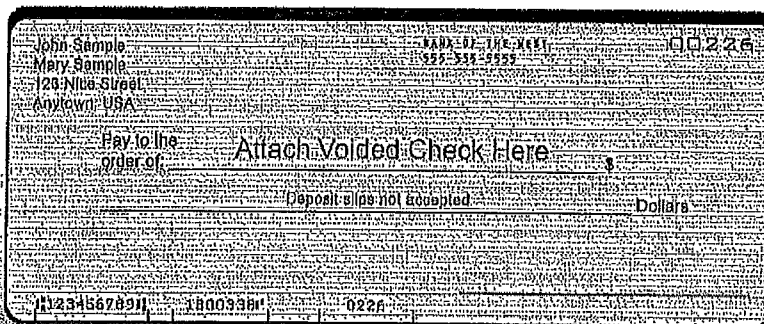 John Sample
Mary Sample
123 Nice Street
Anytown, USA
BANK OF THE WEST
555-555-5555
00226
Pay to the
order of
Attach Voided Check Here
$
Deposit slips not accepted
Dollars
123456789
1800338
0226